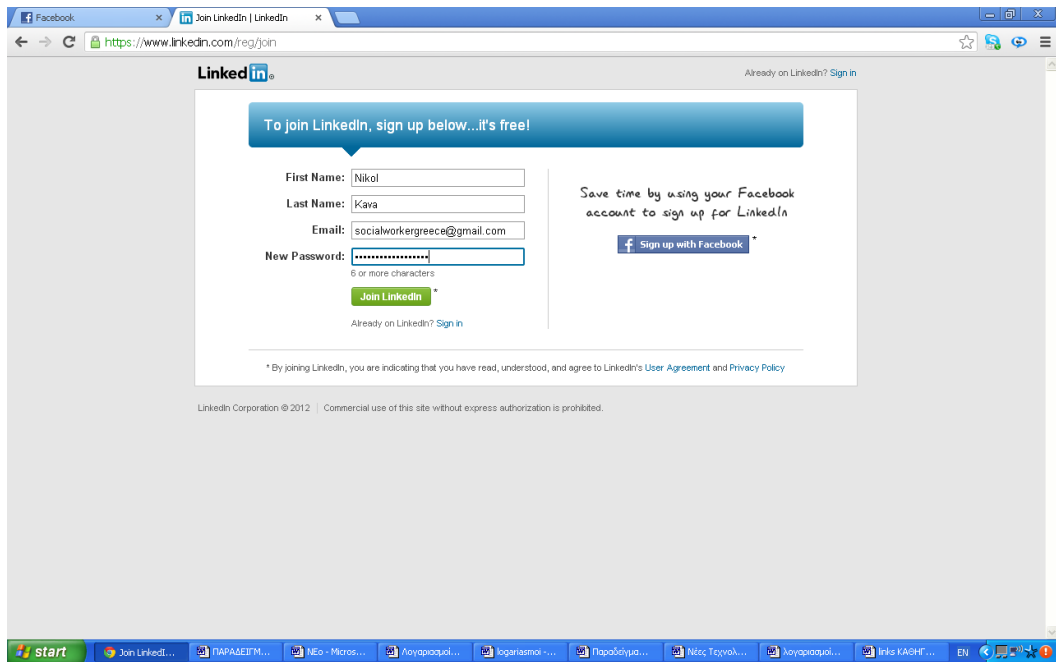 Facebook
Join LinkedIn | LinkedIn
https://www.linkedin.com/reg/join
Linked in
Already on LinkedIn? Sign in
To join LinkedIn, sign up below...it's free!
First Name: Nikol
Last Name: Kava
Email: socialworkergreece@gmail.com
New Password: ••••••••••••••••••
6 or more characters
Join LinkedIn *
Already on LinkedIn? Sign in
Save time by using your Facebook
account to sign up for LinkedIn
f Sign up with Facebook *
* By joining LinkedIn, you are indicating that you have read, understood, and agree to LinkedIn's User Agreement and Privacy Policy
LinkedIn Corporation © 2012 | Commercial use of this site without express authorization is prohibited.
start
Join LinkedI...
ΠΑΡΑΔΕΙΓΜ...
NEo - Micros...
Λογαριασμοί...
logariasmoi -...
Παραδείγμα...
Νέες Τεχνολ...
λογαριασμοί...
links ΚΑΘΗΓ...
EN